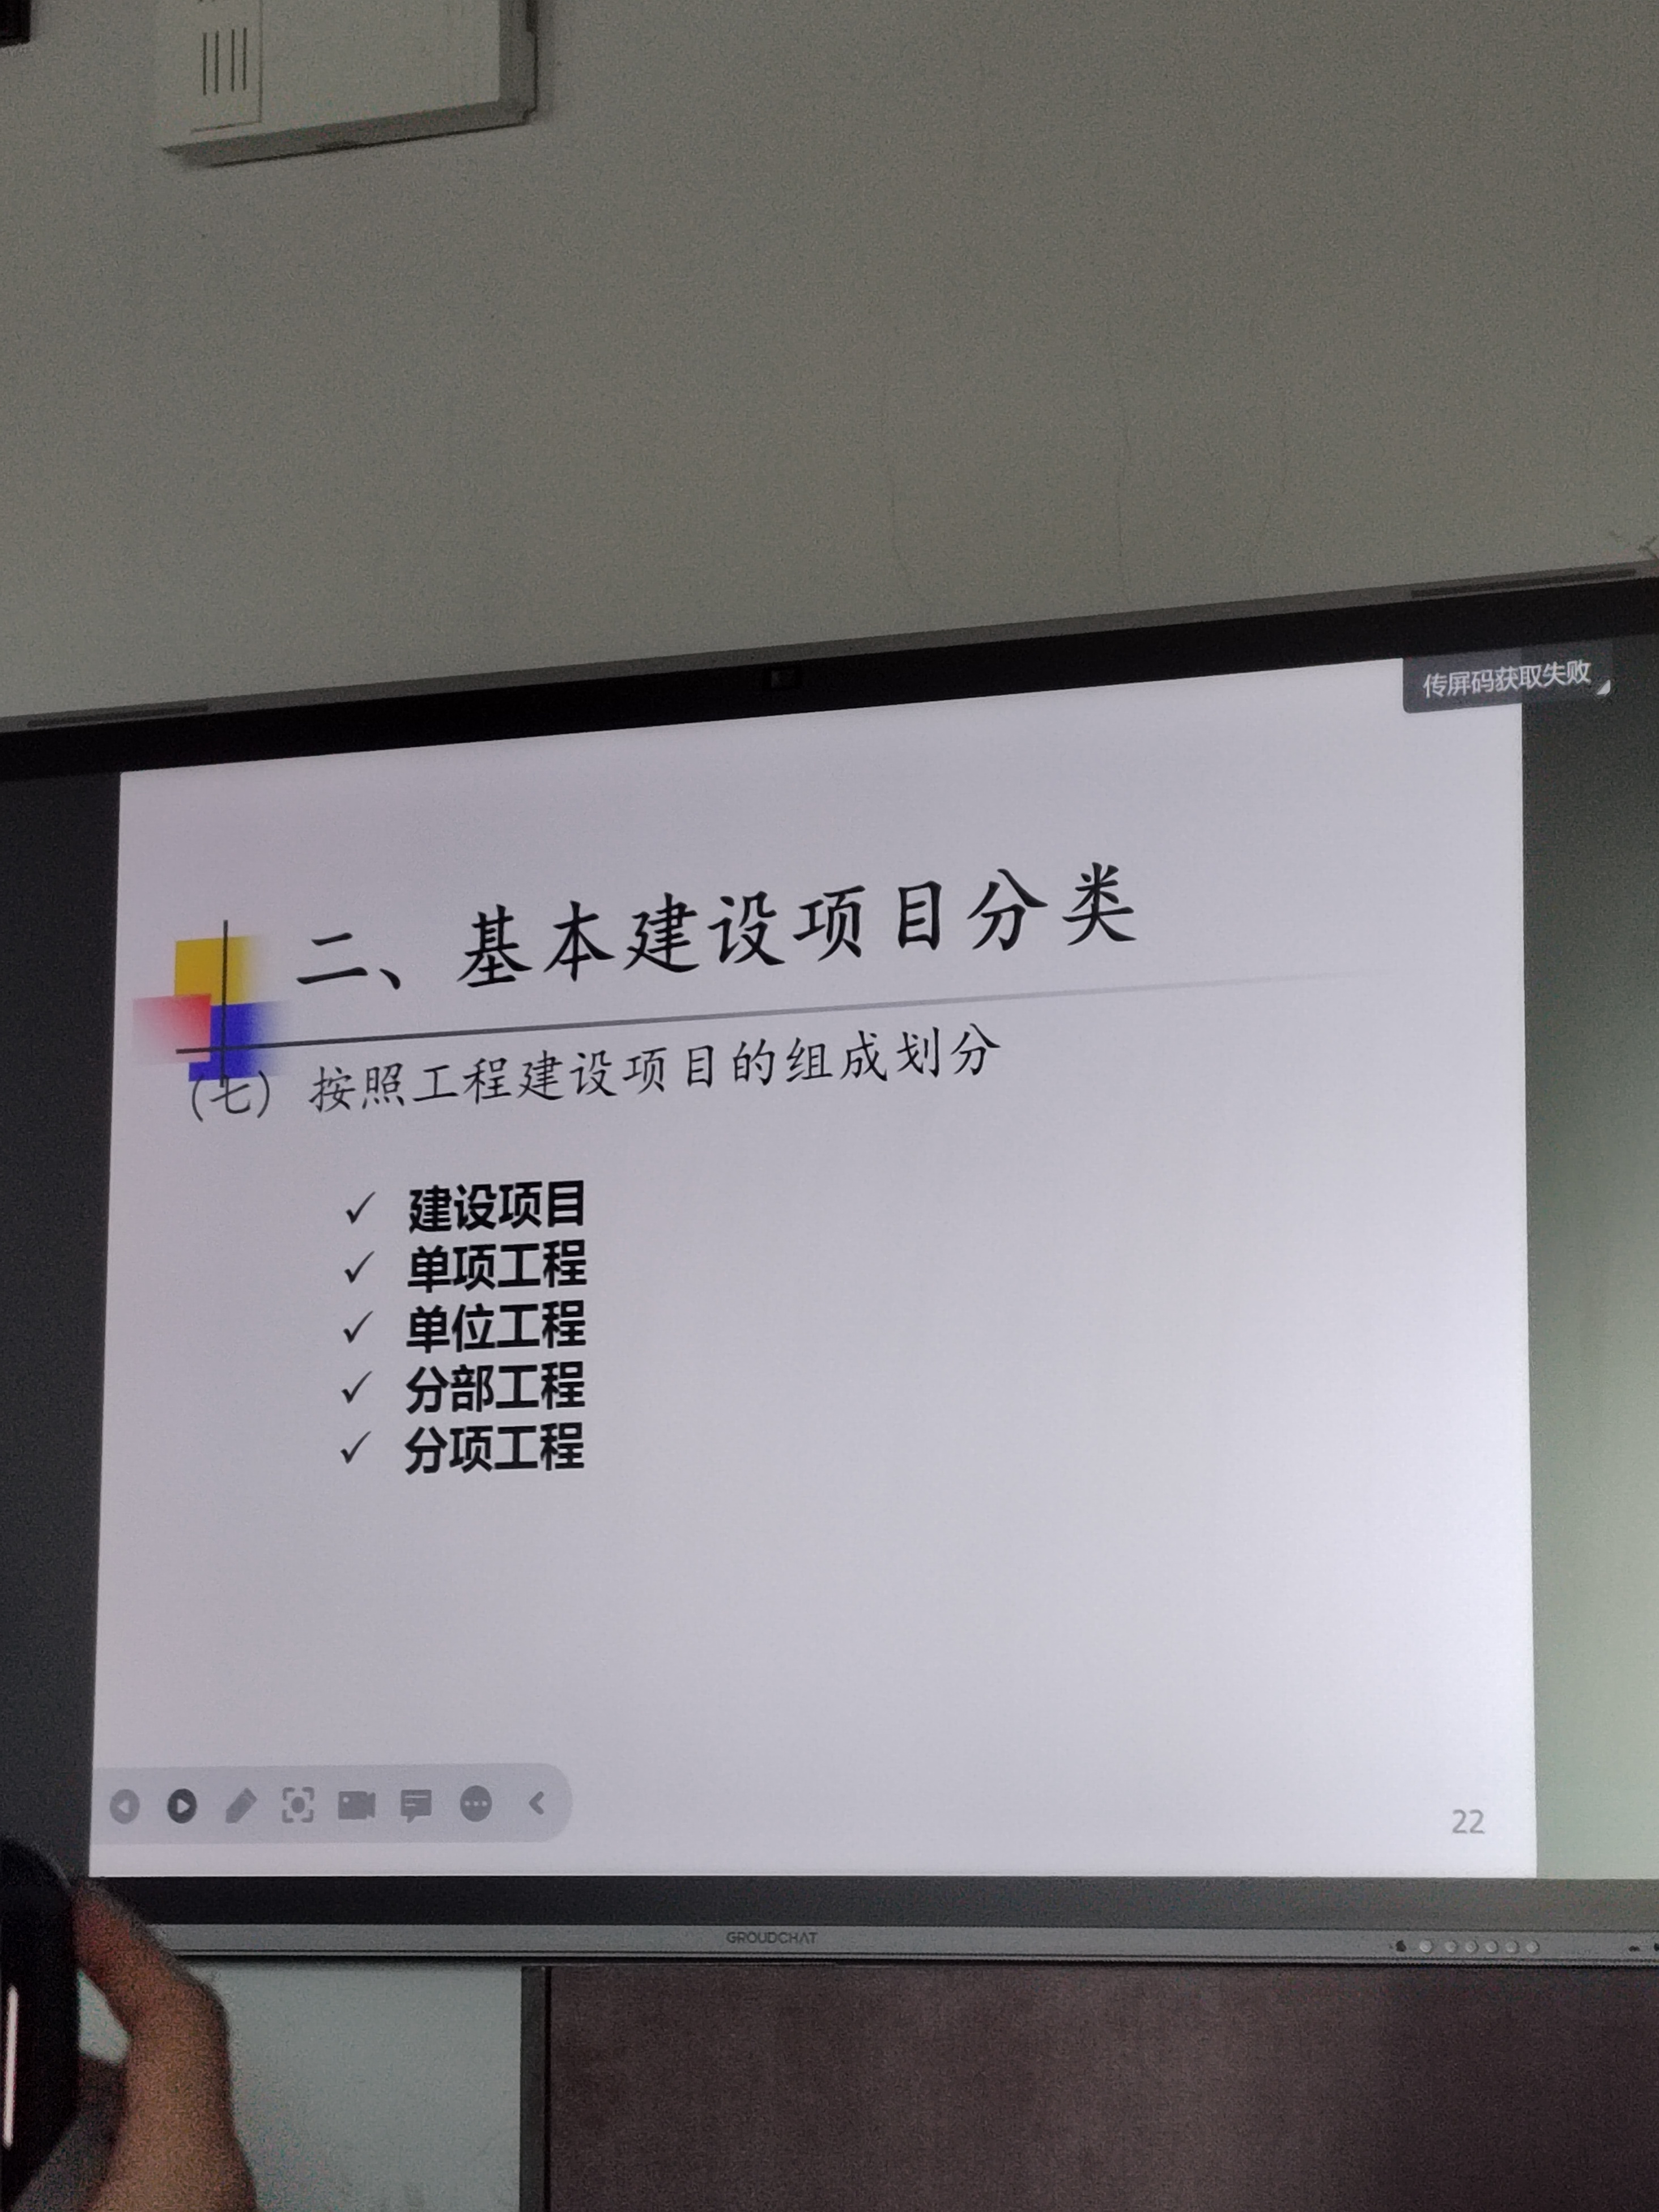 传屏码获取失败
二、基本建设项目分类
（七） 按照工程建设项目的组成划分
✓ 建设项目
✓ 单项工程
✓ 单位工程
✓ 分部工程
✓ 分项工程
22
GROUDCHAT